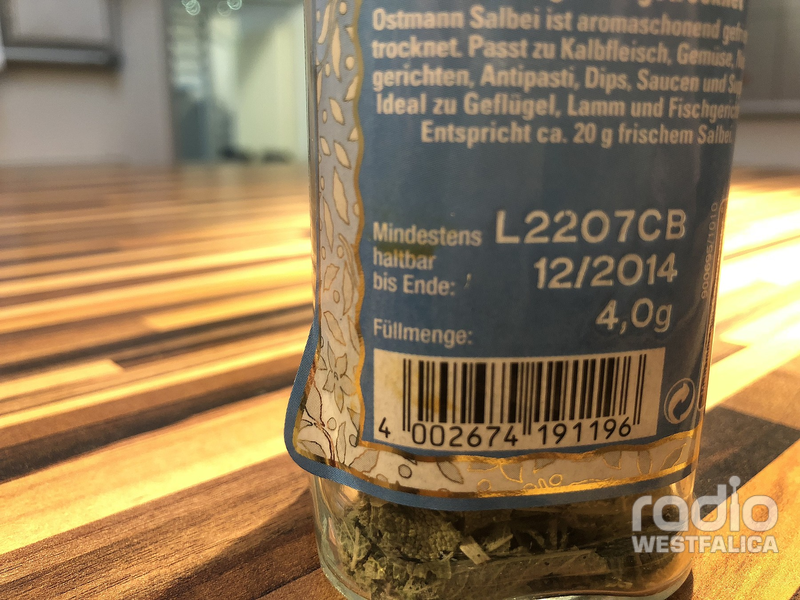 Ostmann Salbei ist aromaschonend
trocknet. Passt zu Kalbfleisch, Gemüse,
gerichten, Antipasti, Dips, Saucen und
Ideal zu Geflügel, Lamm und
Entspricht ca. 20 g frischem Salbei.
Mindestens
haltbar
bis Ende:
L2207CB
12/2014
4,0g
Füllmenge:
4 002674 191196
radio
WESTFALICA